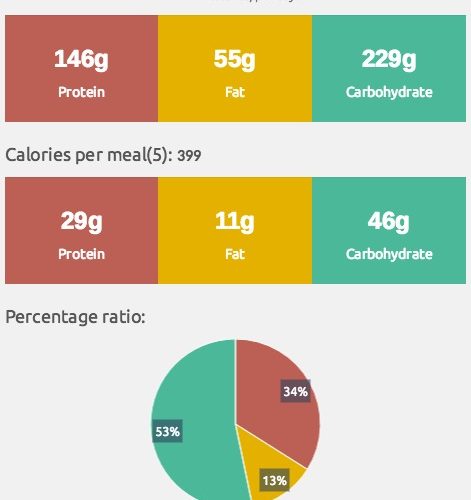 146g 55g 229g
Protein Fat Carbohydrate
Calories per meal(5): 399
29g 11g 46g
Protein Fat Carbohydrate
Percentage ratio:
34%
53%
13%